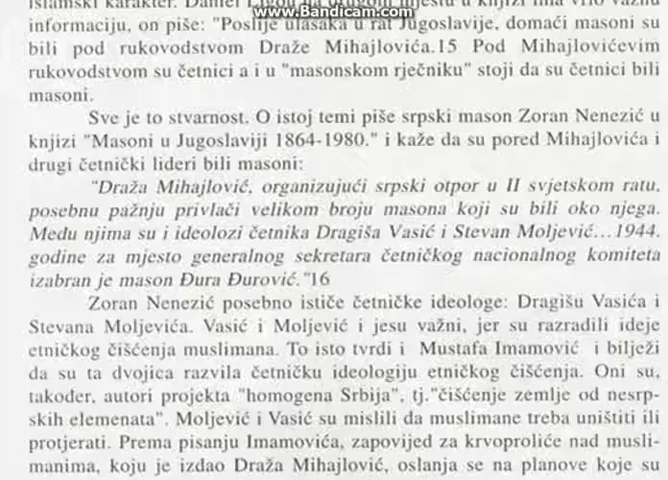 islamski karakter. Daniel Ligou na drugom mjestu u knjizi ima vrlo važnu
www.Bandicam.com
informaciju, on piše: "Poslije ulaska u rat Jugoslavije, domaći masoni su
bili pod rukovodstvom Draže Mihajlovića.15 Pod Mihajlovićevim
rukovodstvom su četnici a i u "masonskom rječniku" stoji da su četnici bili
masoni.
Sve je to stvarnost. O istoj temi piše srpski mason Zoran Nenezić u
knjizi "Masoni u Jugoslaviji 1864-1980." i kaže da su pored Mihajlovića i
drugi četnički lideri bili masoni:
"Draža Mihajlović, organizujući srpski otpor u II svjetskom ratu,
posebnu pažnju privlači velikom broju masona koji su bili oko njega.
Među njima su i ideolozi četnika Dragiša Vasić i Stevan Moljević...1944.
godine za mjesto generalnog sekretara četničkog nacionalnog komiteta
izabran je mason Đura Đurović."16
Zoran Nenezić posebno ističe četničke ideologe: Dragišu Vasića i
Stevana Moljevića. Vasić i Moljević i jesu važni, jer su razradili ideje
etničkog čišćenja muslimana. To isto tvrdi i Mustafa Imamović i bilježi
da su ta dvojica razvila četničku ideologiju etničkog čišćenja. Oni su,
također, autori projekta "homogena Srbija", tj."čišćenje zemlje od nesrp-
skih elemenata". Moljević i Vasić su mislili da muslimane treba uništiti ili
protjerati. Prema pisanju Imamovića, zapovijed za krvoproliće nad musli-
manima, koju je izdao Draža Mihajlović, oslanja se na planove koje su